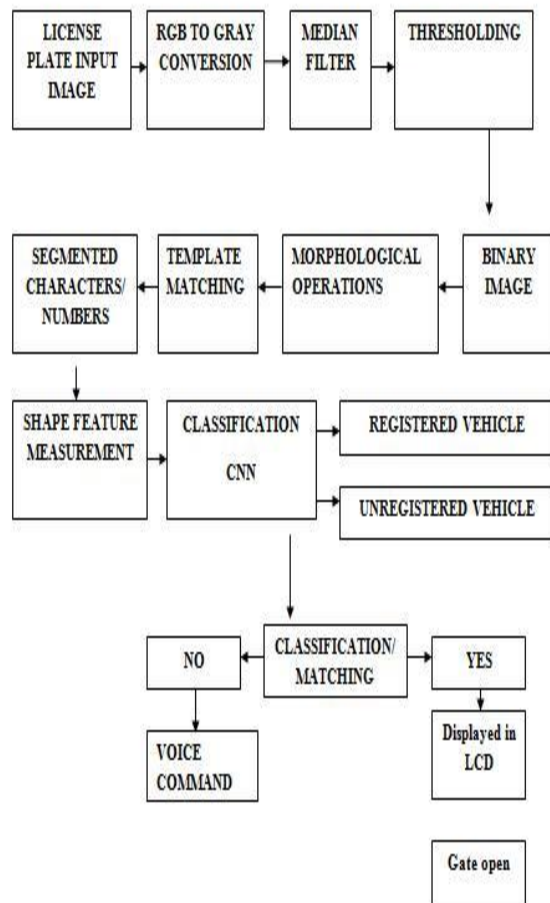 LICENSE
PLATE INPUT
IMAGE
RGB TO GRAY
CONVERSION
MEDIAN
FILTER
THRESHOLDING
SEGMENTED
CHARACTERS/
NUMBERS
TEMPLATE
MATCHING
MORPHOLOGICAL
OPERATIONS
BINARY
IMAGE
SHAPE FEATURE
MEASUREMENT
CLASSIFICATION
CNN
REGISTERED VEHICLE
UNREGISTERED VEHICLE
NO
CLASSIFICATION/
MATCHING
YES
VOICE
COMMAND
Displayed in
LCD
Gate open